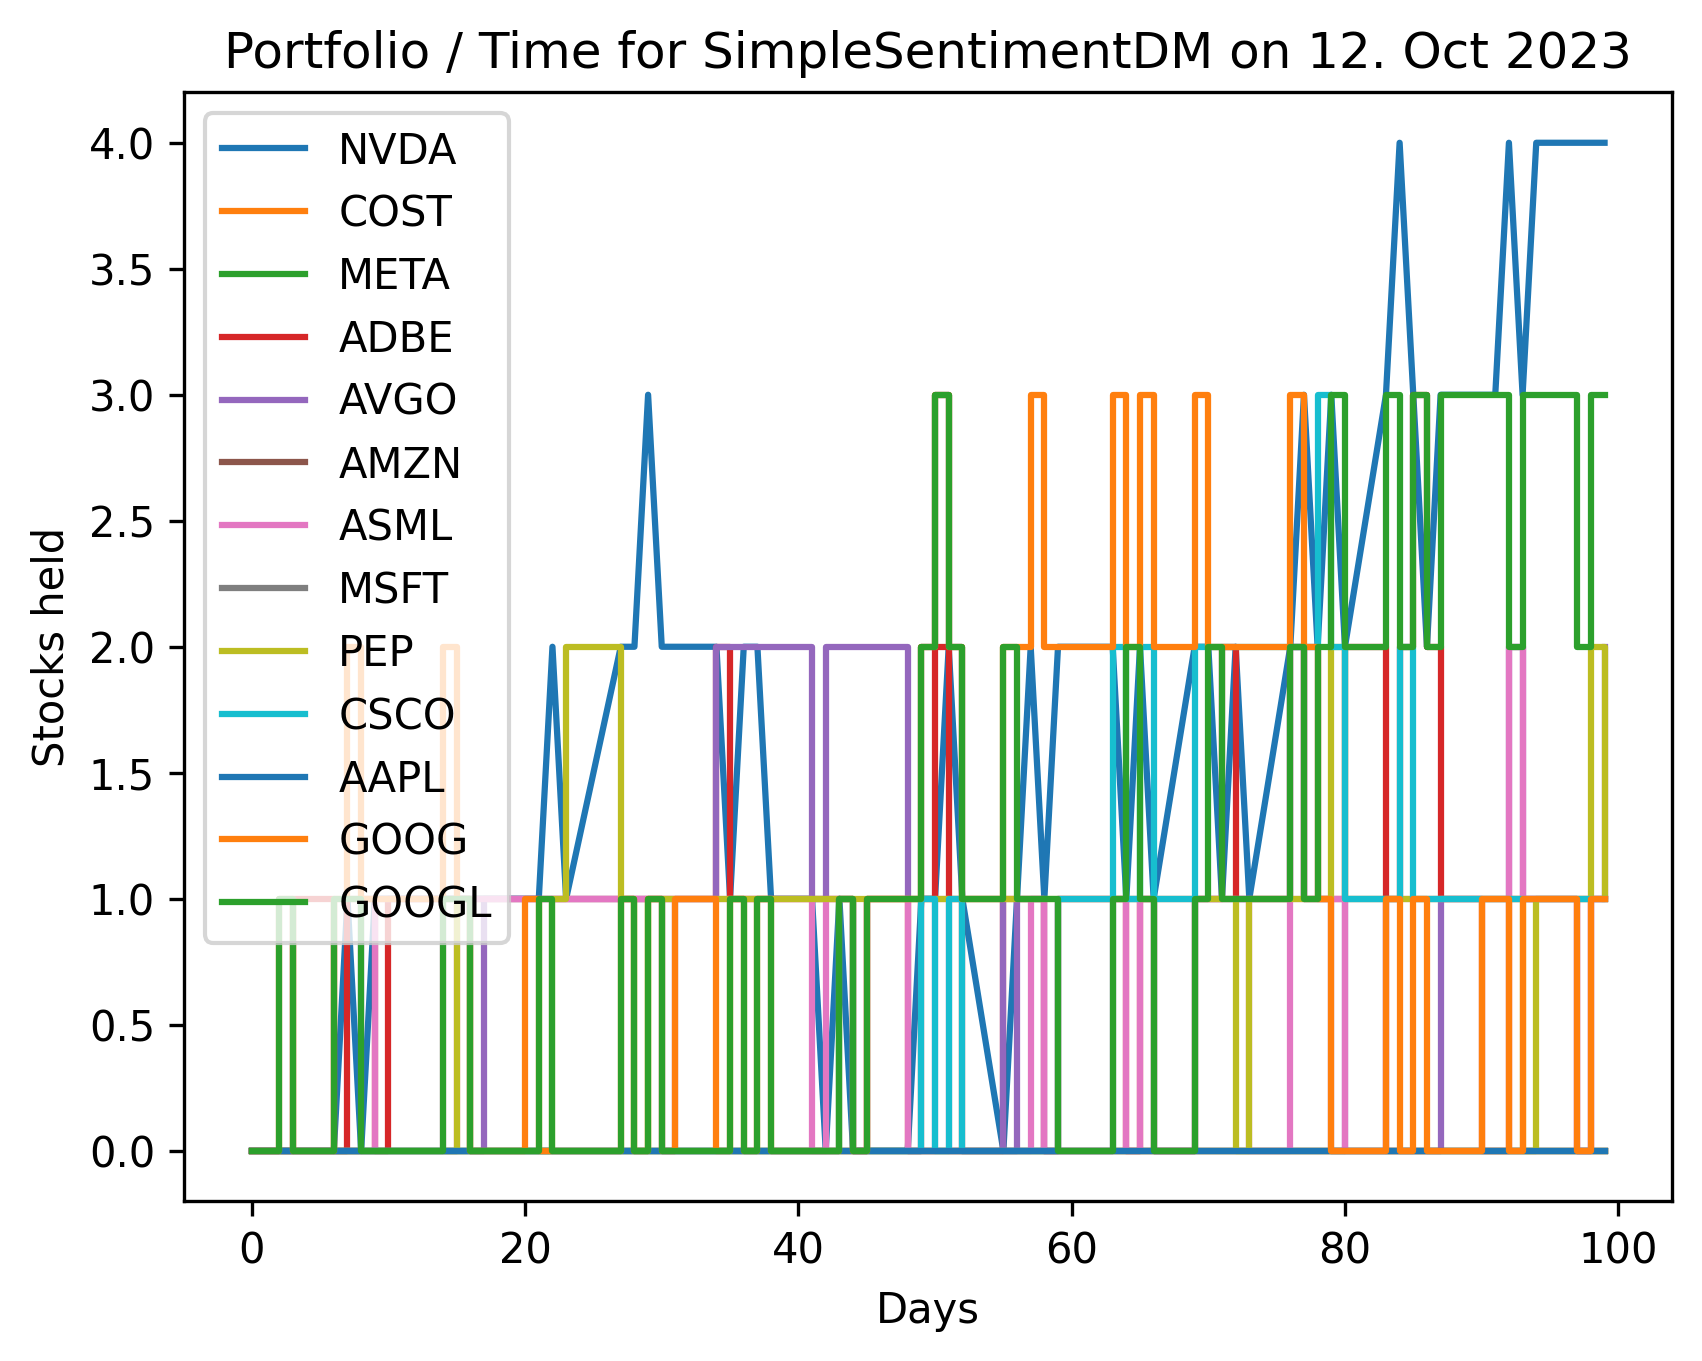 Portfolio / Time for SimpleSentimentDM on 12. Oct 2023
4.0
3.5
3.0
2.5
2.0
1.5
1.0
0.5
0.0
Stocks held
NVDA
COST
META
ADBE
AVGO
AMZN
ASML
MSFT
PEP
CSCO
AAPL
GOOG
GOOGL
0 20 40 60 80 100
Days